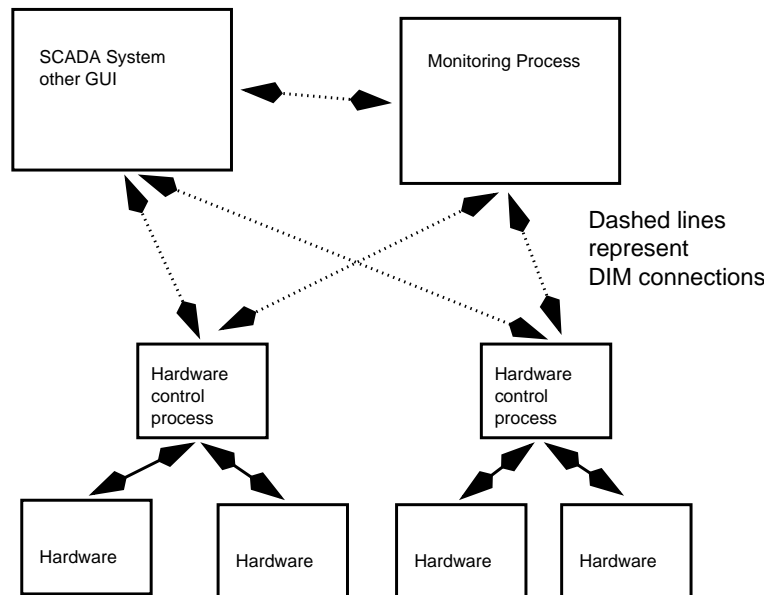 SCADA System
other GUI
Monitoring Process
Dashed lines
represent
DIM connections
Hardware
control
process
Hardware
control
process
Hardware
Hardware
Hardware
Hardware